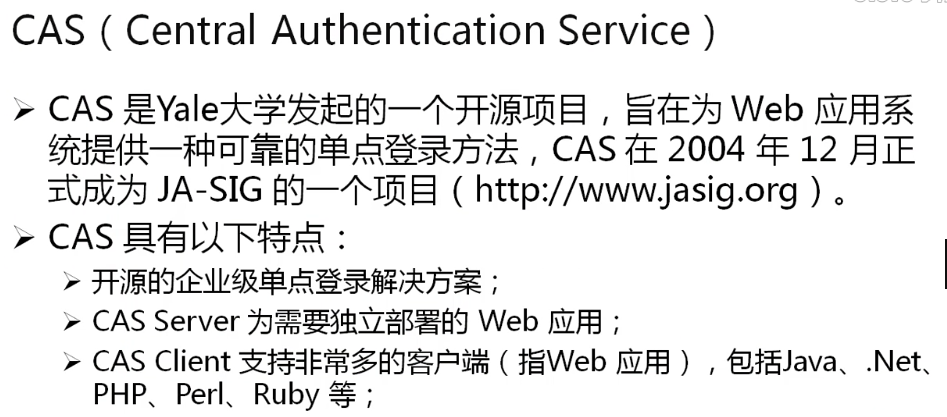 CAS（Central Authentication Service）
➢ CAS 是Yale大学发起的一个开源项目，旨在为 Web 应用系
统提供一种可靠的单点登录方法，CAS 在 2004 年 12 月正
式成为 JA-SIG 的一个项目（http://www.jasig.org）。
➢ CAS 具有以下特点：
➢ 开源的企业级单点登录解决方案；
➢ CAS Server 为需要独立部署的 Web 应用；
➢ CAS Client 支持非常多的客户端（指Web 应用），包括Java、.Net、
PHP、Perl、Ruby 等；